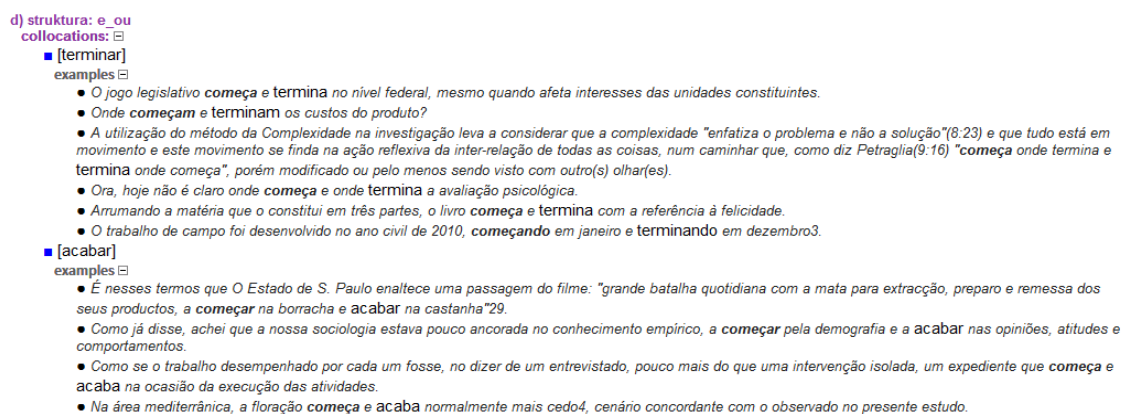 d) struktura: e_ou
collocations:
[terminar]
examples
● O jogo legislativo começa e termina no nível federal, mesmo quando afeta interesses das unidades constituintes.
● Onde começam e terminam os custos do produto?
● A utilização do método da Complexidade na investigação leva a considerar que a complexidade "enfatiza o problema e não a solução"(8:23) e que tudo está em
movimento e este movimento se finda na ação reflexiva da inter-relação de todas as coisas, num caminhar que, como diz Petraglia(9:16) "começa onde termina e
termina onde começa", porém modificado ou pelo menos sendo visto com outro(s) olhar(es).
● Ora, hoje não é claro onde começa e onde termina a avaliação psicológica.
● Arrumando a matéria que o constitui em três partes, o livro começa e termina com a referência à felicidade.
● O trabalho de campo foi desenvolvido no ano civil de 2010, começando em janeiro e terminando em dezembro3.
[acabar]
examples
● É nesses termos que O Estado de S. Paulo enaltece uma passagem do filme: "grande batalha quotidiana com a mata para extracção, preparo e remessa dos
seus productos, a começar na borracha e acabar na castanha"29.
● Como já disse, achei que a nossa sociologia estava pouco ancorada no conhecimento empírico, a começar pela demografia e a acabar nas opiniões, atitudes e
comportamentos.
● Como se o trabalho desempenhado por cada um fosse, no dizer de um entrevistado, pouco mais do que uma intervenção isolada, um expediente que começa e
acaba na ocasião da execução das atividades.
● Na área mediterrânica, a floração começa e acaba normalmente mais cedo4, cenário concordante com o observado no presente estudo.